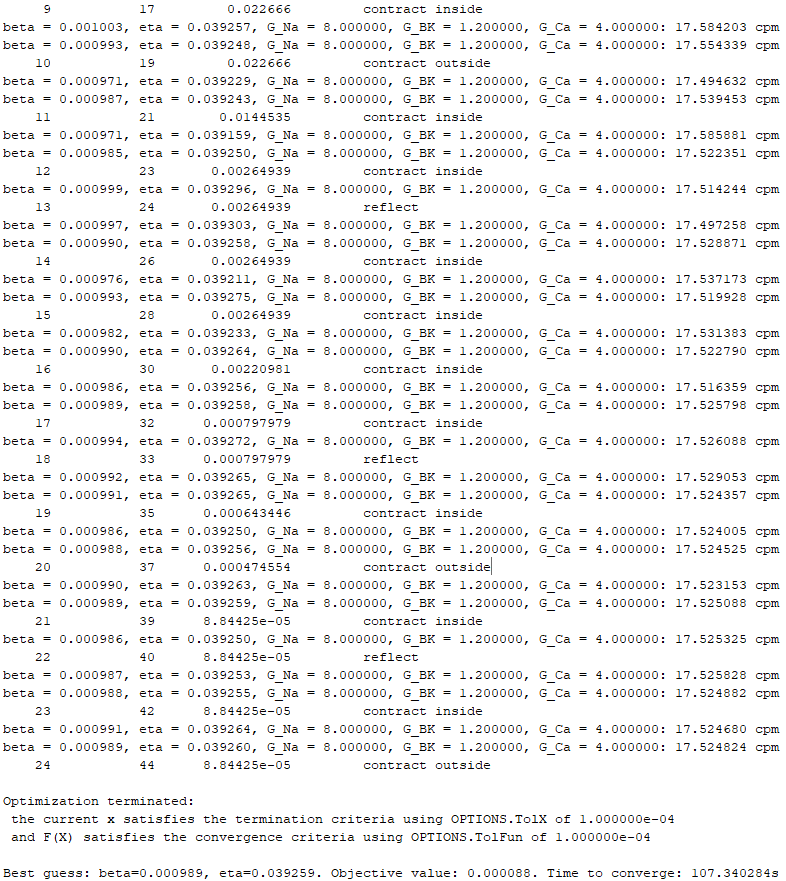 9 17 0.022666 contract inside
beta = 0.001003, eta = 0.039257, G_Na = 8.000000, G_BK = 1.200000, G_Ca = 4.000000: 17.584203 cpm
beta = 0.000993, eta = 0.039248, G_Na = 8.000000, G_BK = 1.200000, G_Ca = 4.000000: 17.554339 cpm
10 19 0.022666 contract outside
beta = 0.000971, eta = 0.039229, G_Na = 8.000000, G_BK = 1.200000, G_Ca = 4.000000: 17.494632 cpm
beta = 0.000987, eta = 0.039243, G_Na = 8.000000, G_BK = 1.200000, G_Ca = 4.000000: 17.539453 cpm
11 21 0.0144535 contract inside
beta = 0.000971, eta = 0.039159, G_Na = 8.000000, G_BK = 1.200000, G_Ca = 4.000000: 17.585881 cpm
beta = 0.000985, eta = 0.039250, G_Na = 8.000000, G_BK = 1.200000, G_Ca = 4.000000: 17.522351 cpm
12 23 0.00264939 contract inside
beta = 0.000999, eta = 0.039296, G_Na = 8.000000, G_BK = 1.200000, G_Ca = 4.000000: 17.514244 cpm
13 24 0.00264939 reflect
beta = 0.000997, eta = 0.039303, G_Na = 8.000000, G_BK = 1.200000, G_Ca = 4.000000: 17.497258 cpm
beta = 0.000990, eta = 0.039258, G_Na = 8.000000, G_BK = 1.200000, G_Ca = 4.000000: 17.528871 cpm
14 26 0.00264939 contract inside
beta = 0.000976, eta = 0.039211, G_Na = 8.000000, G_BK = 1.200000, G_Ca = 4.000000: 17.537173 cpm
beta = 0.000993, eta = 0.039275, G_Na = 8.000000, G_BK = 1.200000, G_Ca = 4.000000: 17.519928 cpm
15 28 0.00264939 contract inside
beta = 0.000982, eta = 0.039233, G_Na = 8.000000, G_BK = 1.200000, G_Ca = 4.000000: 17.531383 cpm
beta = 0.000990, eta = 0.039264, G_Na = 8.000000, G_BK = 1.200000, G_Ca = 4.000000: 17.522790 cpm
16 30 0.00220981 contract inside
beta = 0.000986, eta = 0.039256, G_Na = 8.000000, G_BK = 1.200000, G_Ca = 4.000000: 17.516359 cpm
beta = 0.000989, eta = 0.039258, G_Na = 8.000000, G_BK = 1.200000, G_Ca = 4.000000: 17.525798 cpm
17 32 0.000797979 contract inside
beta = 0.000994, eta = 0.039272, G_Na = 8.000000, G_BK = 1.200000, G_Ca = 4.000000: 17.526088 cpm
18 33 0.000797979 reflect
beta = 0.000992, eta = 0.039265, G_Na = 8.000000, G_BK = 1.200000, G_Ca = 4.000000: 17.529053 cpm
beta = 0.000991, eta = 0.039265, G_Na = 8.000000, G_BK = 1.200000, G_Ca = 4.000000: 17.524357 cpm
19 35 0.000643446 contract inside
beta = 0.000986, eta = 0.039250, G_Na = 8.000000, G_BK = 1.200000, G_Ca = 4.000000: 17.524005 cpm
beta = 0.000988, eta = 0.039256, G_Na = 8.000000, G_BK = 1.200000, G_Ca = 4.000000: 17.524525 cpm
20 37 0.000474554 contract outside
beta = 0.000990, eta = 0.039263, G_Na = 8.000000, G_BK = 1.200000, G_Ca = 4.000000: 17.523153 cpm
beta = 0.000989, eta = 0.039259, G_Na = 8.000000, G_BK = 1.200000, G_Ca = 4.000000: 17.525088 cpm
21 39 8.84425e-05 contract inside
beta = 0.000986, eta = 0.039250, G_Na = 8.000000, G_BK = 1.200000, G_Ca = 4.000000: 17.525325 cpm
22 40 8.84425e-05 reflect
beta = 0.000987, eta = 0.039253, G_Na = 8.000000, G_BK = 1.200000, G_Ca = 4.000000: 17.525828 cpm
beta = 0.000988, eta = 0.039255, G_Na = 8.000000, G_BK = 1.200000, G_Ca = 4.000000: 17.524882 cpm
23 42 8.84425e-05 contract inside
beta = 0.000991, eta = 0.039264, G_Na = 8.000000, G_BK = 1.200000, G_Ca = 4.000000: 17.524680 cpm
beta = 0.000989, eta = 0.039260, G_Na = 8.000000, G_BK = 1.200000, G_Ca = 4.000000: 17.524824 cpm
24 44 8.84425e-05 contract outside
Optimization terminated:
the current x satisfies the termination criteria using OPTIONS.TolX of 1.000000e-04
and F(X) satisfies the convergence criteria using OPTIONS.TolFun of 1.000000e-04
Best guess: beta=0.000989, eta=0.039259. Objective value: 0.000088. Time to converge: 107.340284s